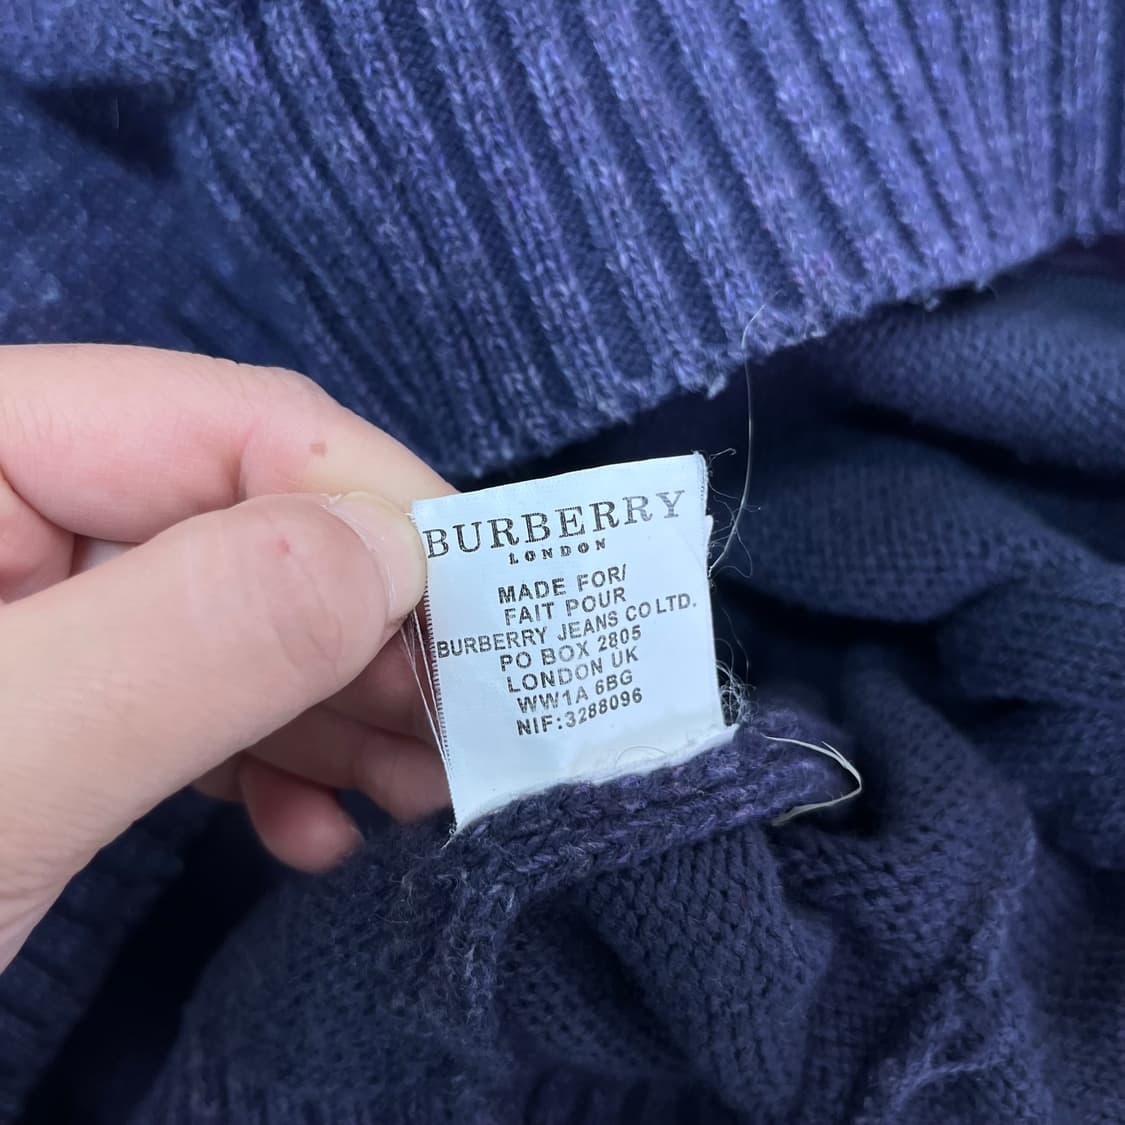 BURBERRY
LONDON
MADE FOR/
FAIT POUR
BURBERRY JEANS CO LTD.
PO BOX 2805
LONDON UK
WW1A 6BG
NIF:3288096